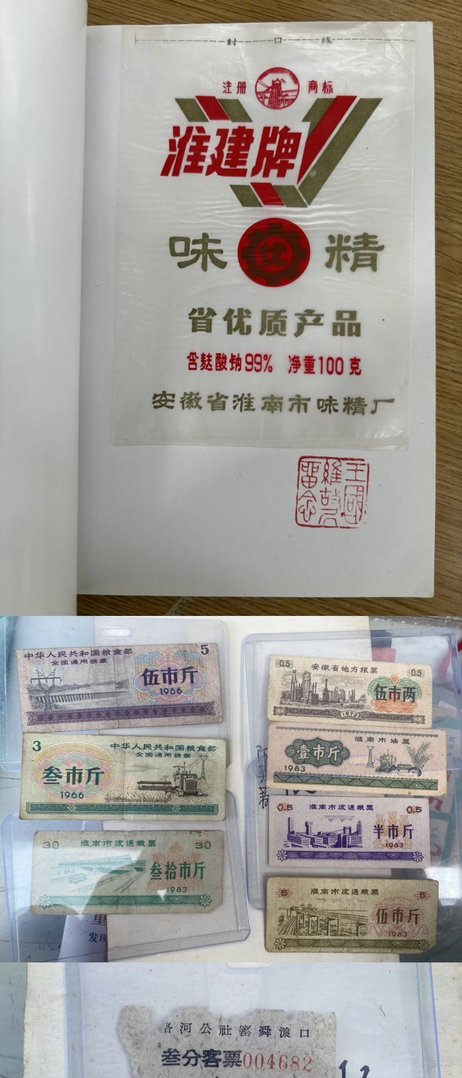 封口线
注册 商标
淮建牌
味 优 精
省优质产品
含麸酸钠99% 净重100克
安徽省淮南市味精厂
中华人民共和国粮食部
全国通用粮票
5
伍市斤
1966
3
中华人民共和国粮食部
全国通用粮票
叁市斤
1966
淮南市流通粮票
30
30
叁拾市斤
1983
安徽省地方粮票
0.5
0.5
伍市两
淮南市油票
壹市斤
1983
淮南市流通粮票
0.5
0.5
半市斤
1983
淮南市流通粮票
5
5
伍市斤
1983
河公社窑舜渡口
叁分客票004682